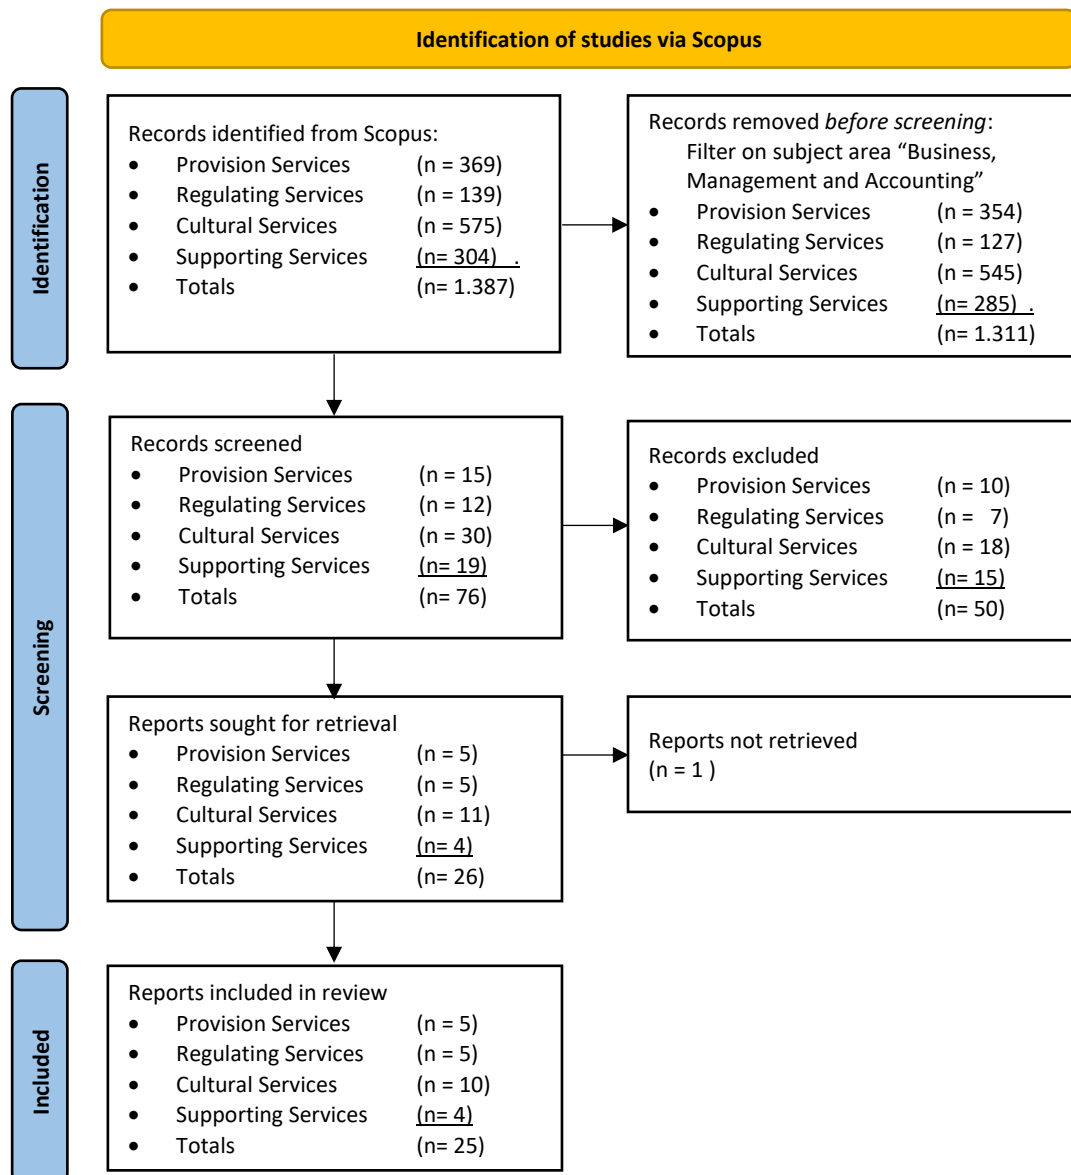 Identification of studies via Scopus
Identification
Records identified from Scopus:
• Provision Services (n = 369)
• Regulating Services (n = 139)
• Cultural Services (n = 575)
• Supporting Services (n= 304) .
• Totals (n= 1.387)
Records removed before screening:
Filter on subject area “Business,
Management and Accounting”
• Provision Services (n = 354)
• Regulating Services (n = 127)
• Cultural Services (n = 545)
• Supporting Services (n= 285) .
• Totals (n= 1.311)
Screening
Records screened
• Provision Services (n = 15)
• Regulating Services (n = 12)
• Cultural Services (n = 30)
• Supporting Services (n= 19)
• Totals (n= 76)
Records excluded
• Provision Services (n = 10)
• Regulating Services (n = 7)
• Cultural Services (n = 18)
• Supporting Services (n= 15)
• Totals (n= 50)
Reports sought for retrieval
• Provision Services (n = 5)
• Regulating Services (n = 5)
• Cultural Services (n = 11)
• Supporting Services (n= 4)
• Totals (n= 26)
Reports not retrieved
(n = 1 )
Included
Reports included in review
• Provision Services (n = 5)
• Regulating Services (n = 5)
• Cultural Services (n = 10)
• Supporting Services (n= 4)
• Totals (n= 25)